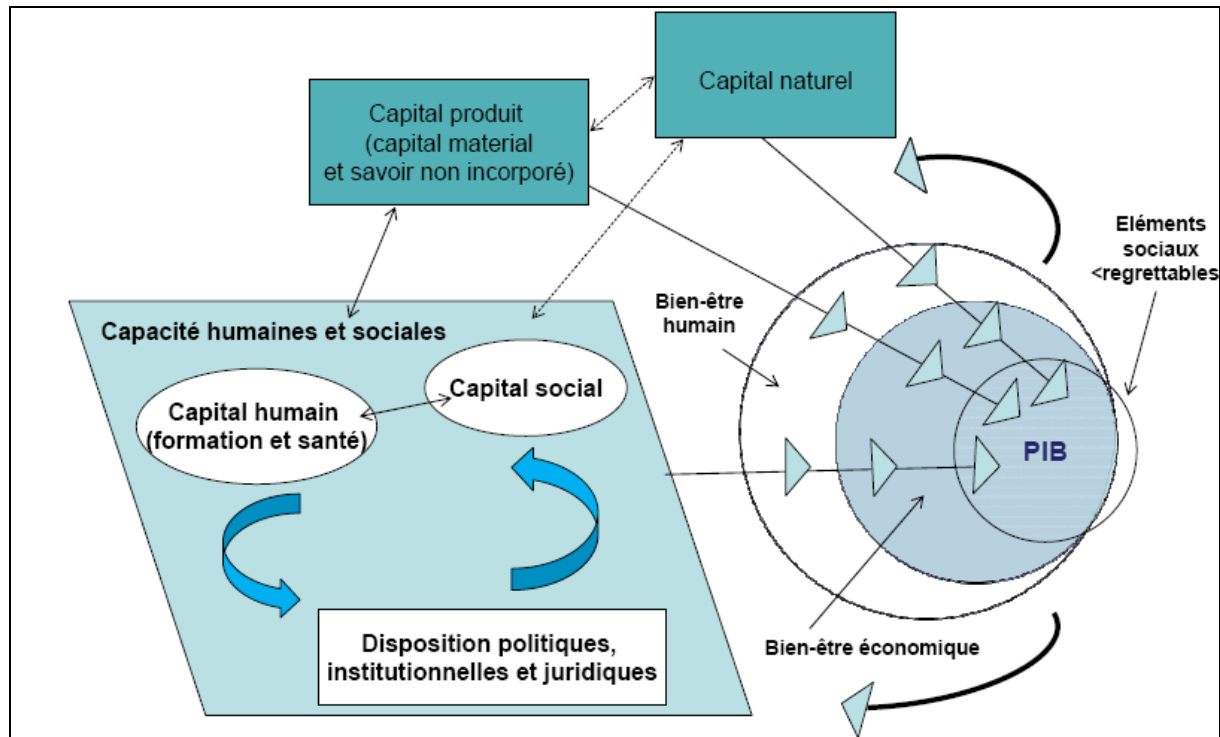 Capital naturel
Capital produit
(capital material
et savoir non incorporé)
Eléments
sociaux
<regrettables
Bien-être
humain
Capacité humaines et sociales
Capital social
Capital humain
(formation et santé)
PIB
Disposition politiques,
institutionnelles et juridiques
Bien-être économique